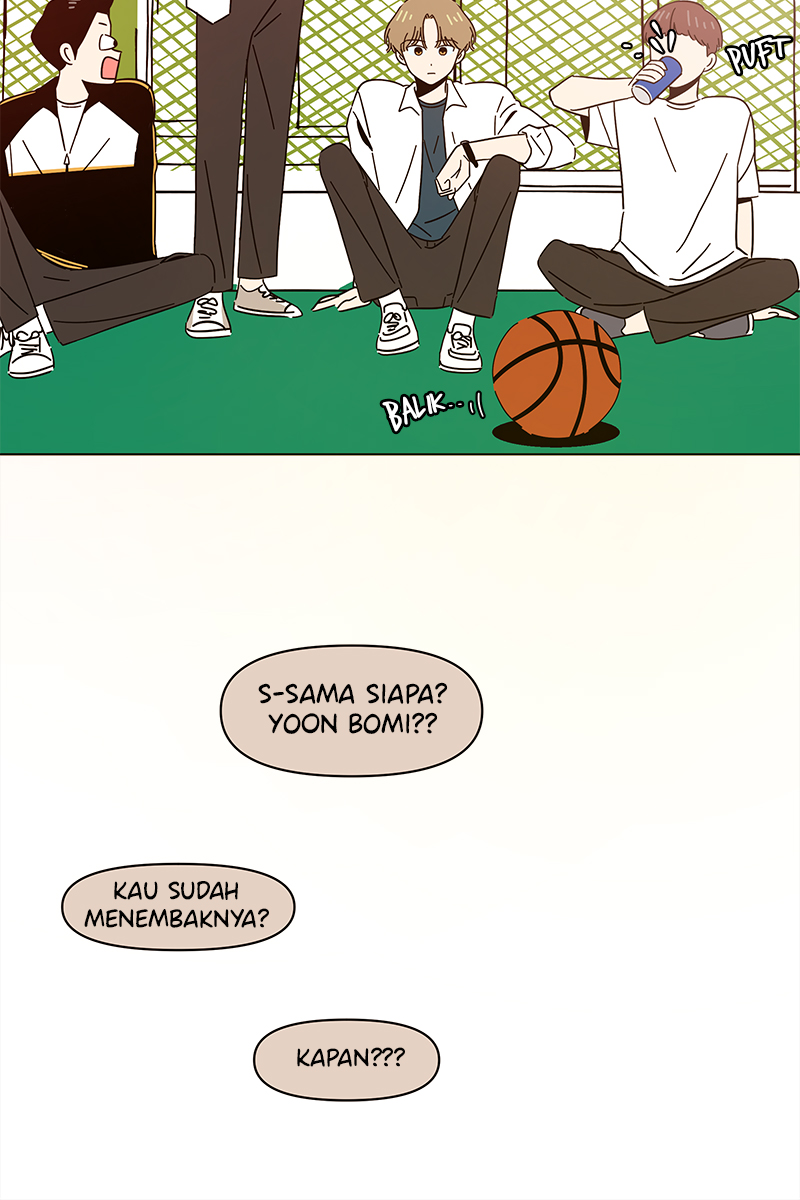 PUFT
BALIK...
S-SAMA SIAPA?
YOON BOMI??
KAU SUDAH
MENEMBAKNYA?
KAPAN???